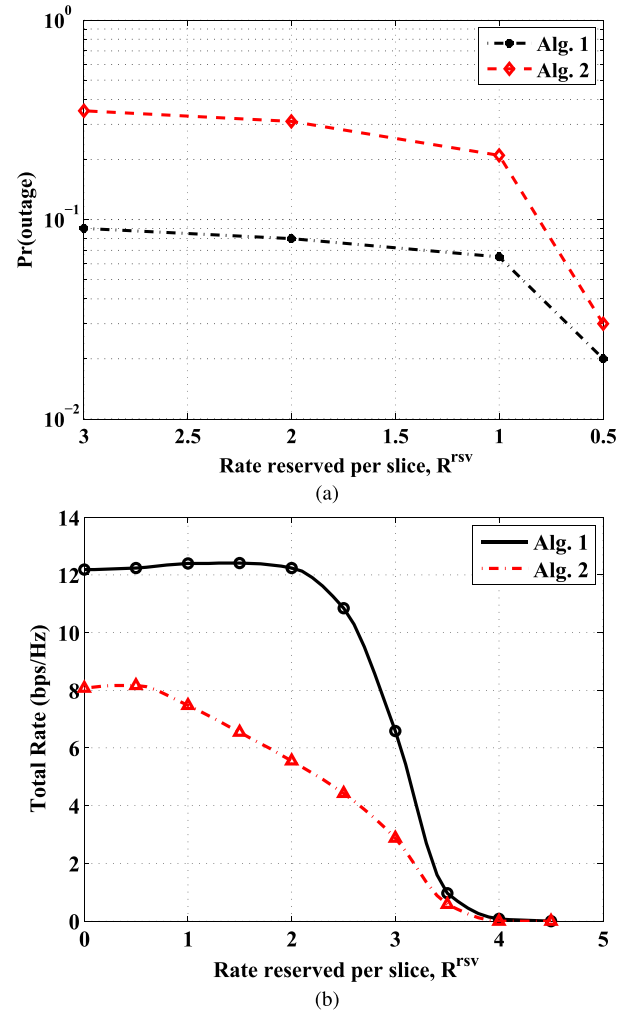 10^0
Alg. 1
Alg. 2
Pr(outage)
10^-1
10^-2
3 2.5 2 1.5 1 0.5
Rate reserved per slice, R^rsv
(a)
14
Alg. 1
Alg. 2
12
10
Total Rate (bps/Hz)
8
6
4
2
0
0 1 2 3 4 5
Rate reserved per slice, R^rsv
(b)